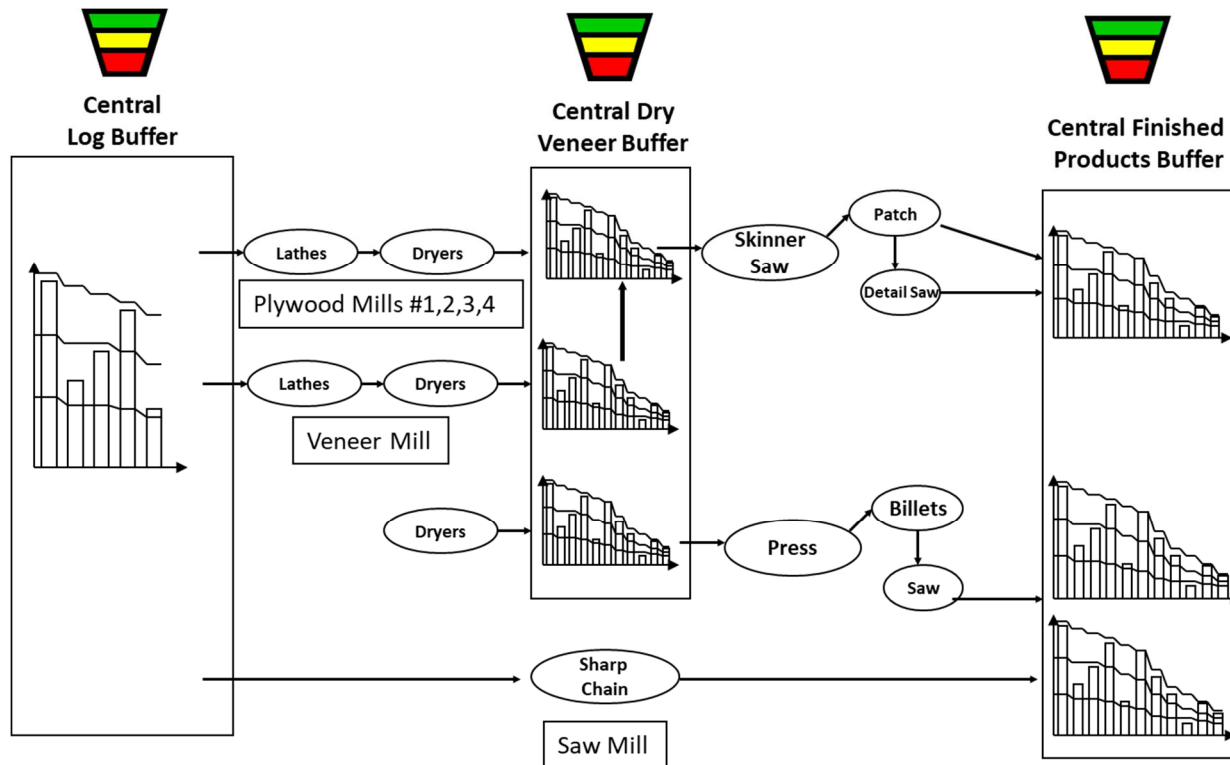 Central
Log Buffer
Central Dry
Veneer Buffer
Central Finished
Products Buffer
Lathes
Dryers
Plywood Mills #1,2,3,4
Skinner
Saw
Patch
Detail Saw
Lathes
Dryers
Veneer Mill
Dryers
Press
Billets
Saw
Sharp
Chain
Saw Mill